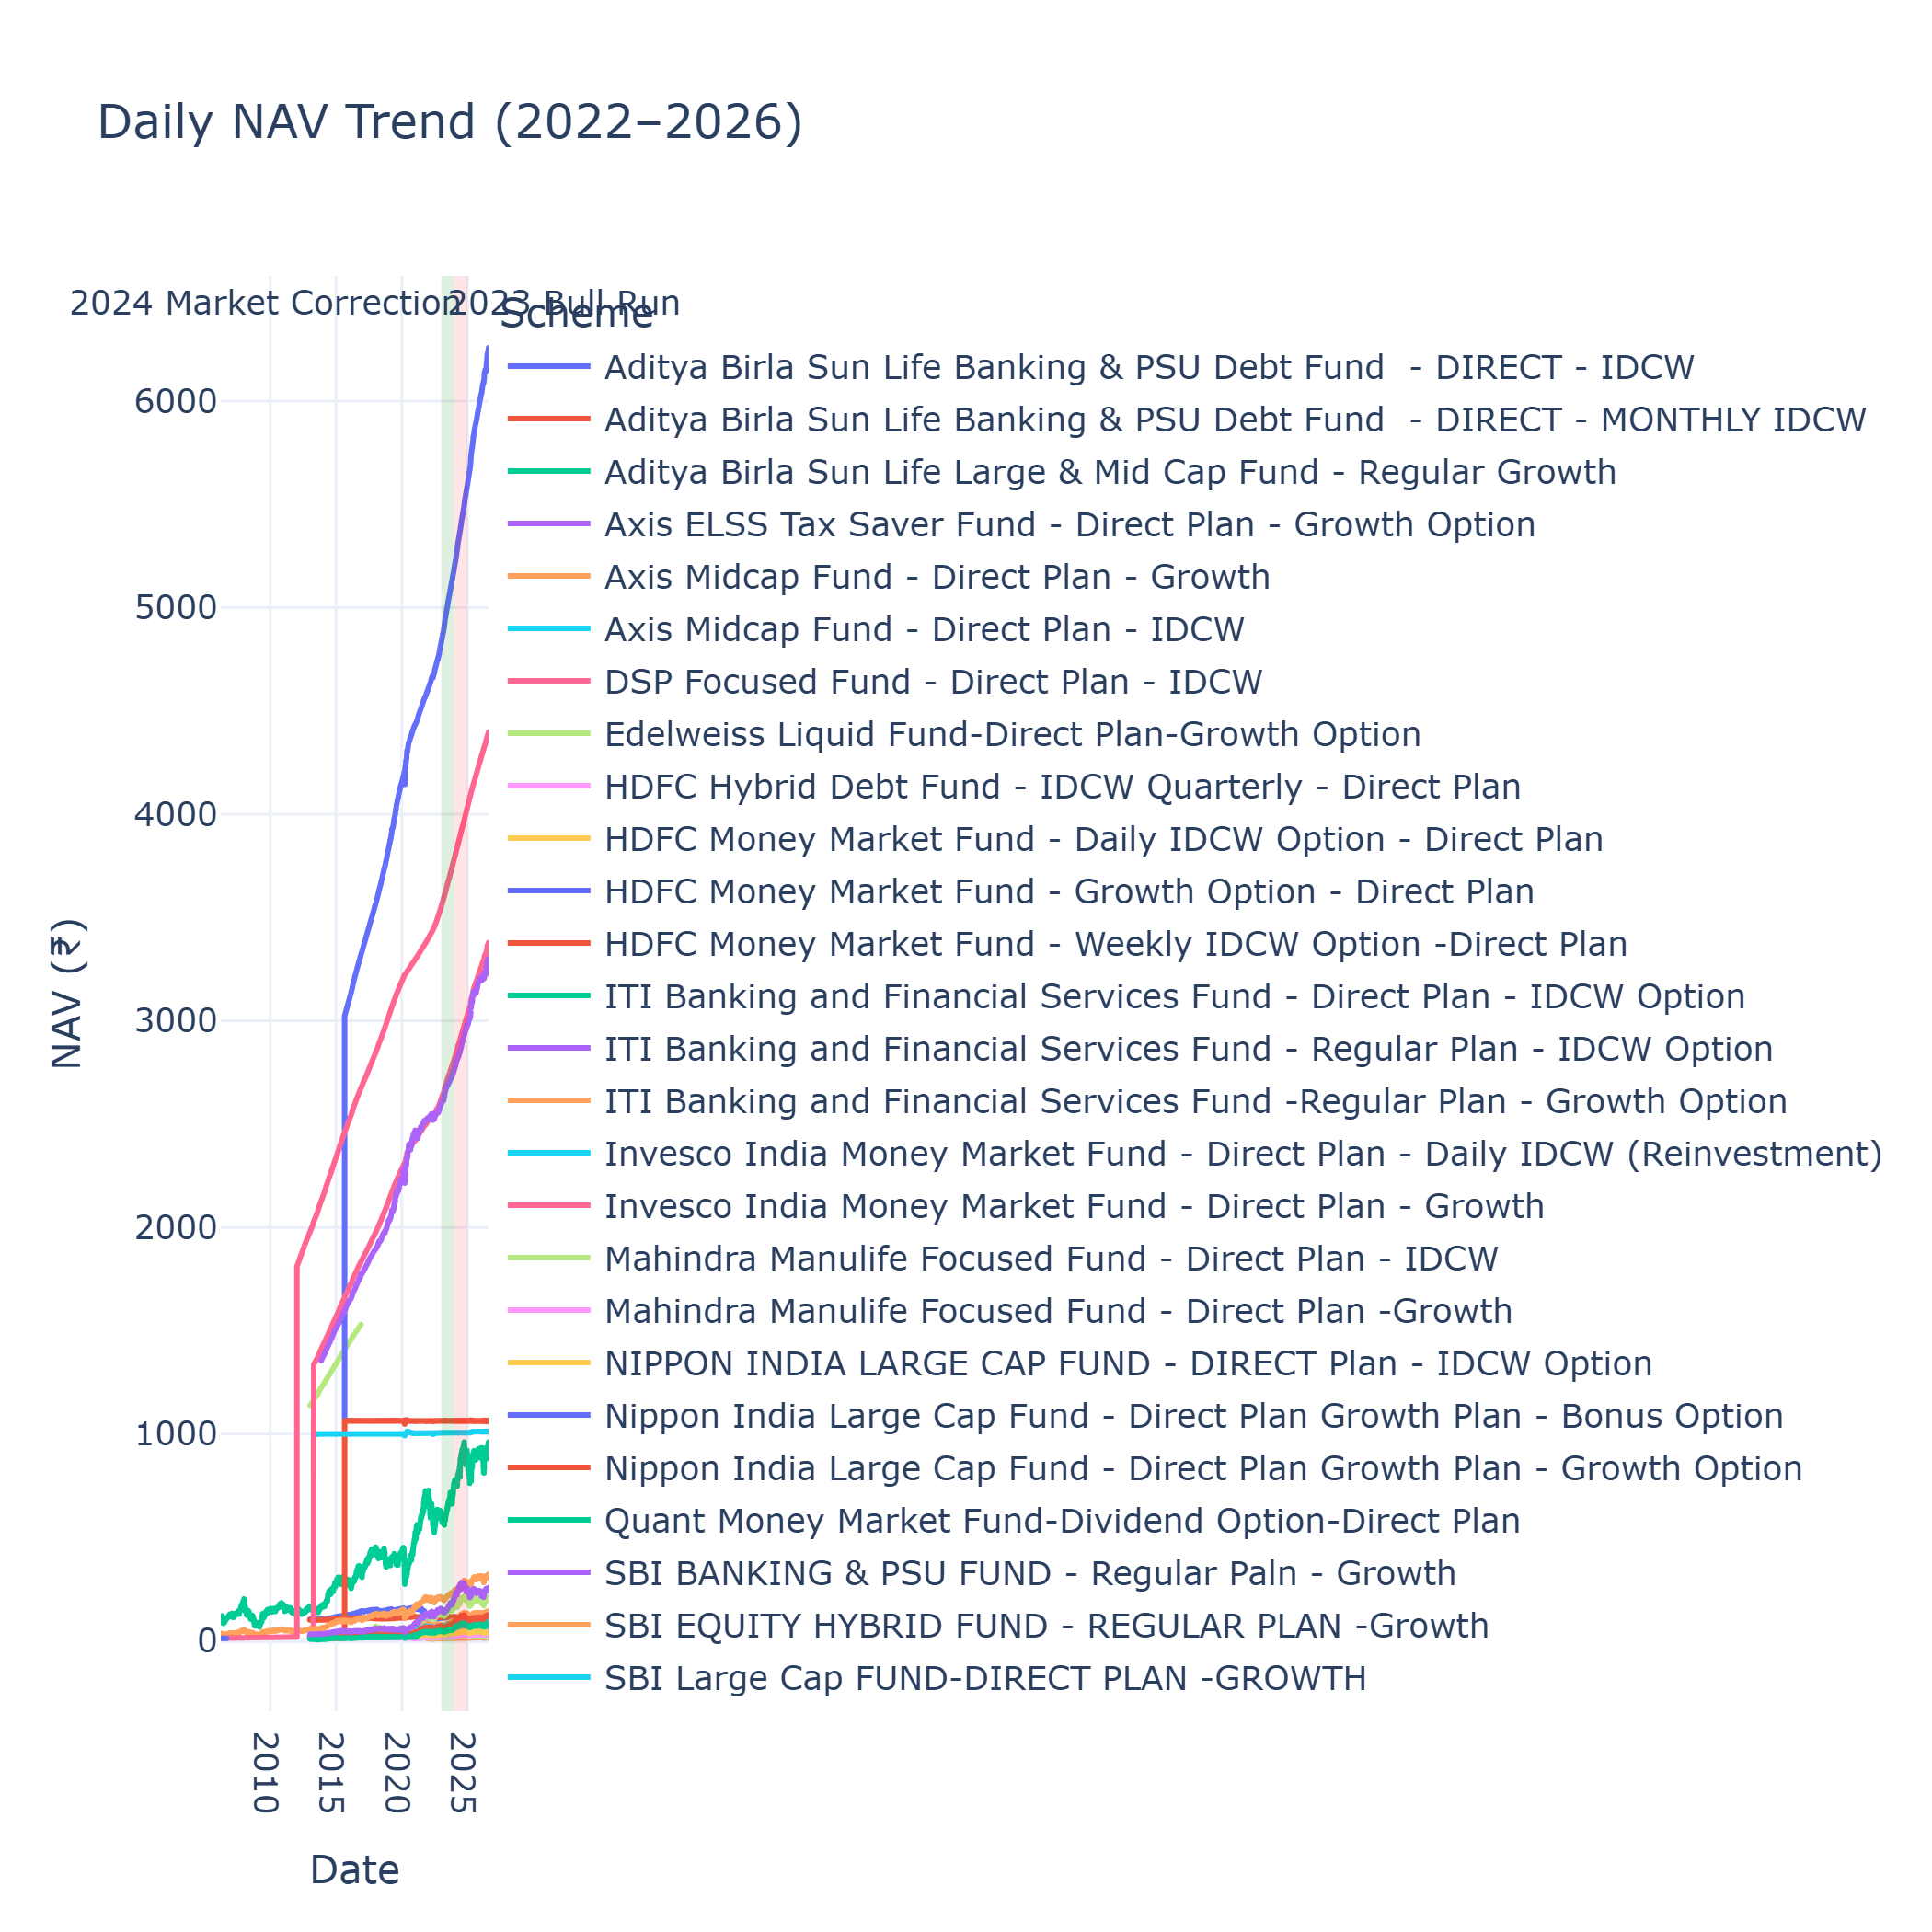 Daily NAV Trend (2022–2026)
2024 Market Correction
2023 Bull Run
Scheme
Aditya Birla Sun Life Banking & PSU Debt Fund  - DIRECT - IDCW
Aditya Birla Sun Life Banking & PSU Debt Fund  - DIRECT - MONTHLY IDCW
Aditya Birla Sun Life Large & Mid Cap Fund - Regular Growth
Axis ELSS Tax Saver Fund - Direct Plan - Growth Option
Axis Midcap Fund - Direct Plan - Growth
Axis Midcap Fund - Direct Plan - IDCW
DSP Focused Fund - Direct Plan - IDCW
Edelweiss Liquid Fund-Direct Plan-Growth Option
HDFC Hybrid Debt Fund - IDCW Quarterly - Direct Plan
HDFC Money Market Fund - Daily IDCW Option - Direct Plan
HDFC Money Market Fund - Growth Option - Direct Plan
HDFC Money Market Fund - Weekly IDCW Option -Direct Plan
ITI Banking and Financial Services Fund - Direct Plan - IDCW Option
ITI Banking and Financial Services Fund - Regular Plan - IDCW Option
ITI Banking and Financial Services Fund -Regular Plan - Growth Option
Invesco India Money Market Fund - Direct Plan - Daily IDCW (Reinvestment)
Invesco India Money Market Fund - Direct Plan - Growth
Mahindra Manulife Focused Fund - Direct Plan - IDCW
Mahindra Manulife Focused Fund - Direct Plan -Growth
NIPPON INDIA LARGE CAP FUND - DIRECT Plan - IDCW Option
Nippon India Large Cap Fund - Direct Plan Growth Plan - Bonus Option
Nippon India Large Cap Fund - Direct Plan Growth Plan - Growth Option
Quant Money Market Fund-Dividend Option-Direct Plan
SBI BANKING & PSU FUND - Regular Paln - Growth
SBI EQUITY HYBRID FUND - REGULAR PLAN -Growth
SBI Large Cap FUND-DIRECT PLAN -GROWTH
NAV (₹)
6000
5000
4000
3000
2000
1000
0
2010
2015
2020
2025
Date